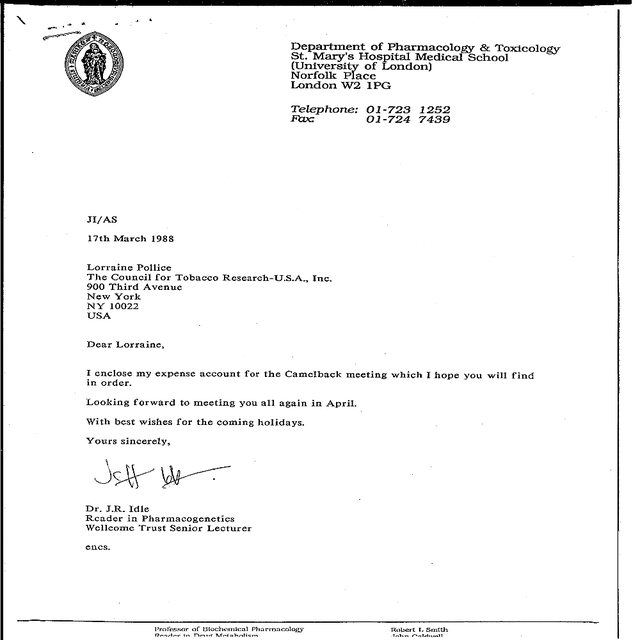 Department of Pharmacology & Toxicology
St. Mary's Hospital Medical School
(University of London)
Norfolk Place
London W2 1PG
Telephone: 01-723 1252
Fax: 01-724 7439
JI/AS
17th March 1988
Lorraine Pollice
The Council for Tobacco Research-U.S.A., Inc.
900 Third Avenue
New York
NY 10022
USA
Dear Lorraine,
I enclose my expense account for the Camelback meeting which I hope you will find
in order.
Looking forward to meeting you all again in April.
With best wishes for the coming holidays.
Yours sincerely,
Dr. J.R. Idle
Reader in Pharmacogenetics
Wellcome Trust Senior Lecturer
encs.
Professor of Biochemical Pharmacology Robert L Smith
Reader in Drug Metabolism John Caldwell